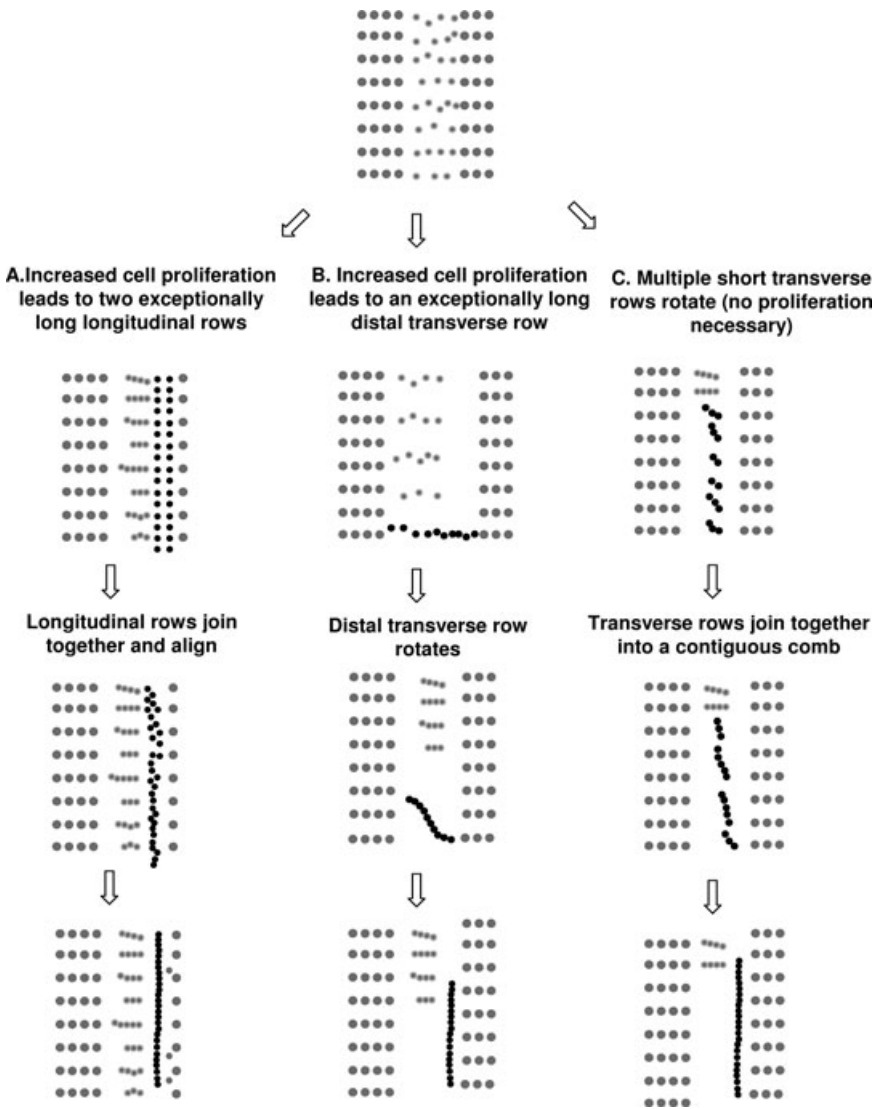 A.Increased cell proliferation
leads to two exceptionally
long longitudinal rows
B. Increased cell proliferation
leads to an exceptionally long
distal transverse row
C. Multiple short transverse
rows rotate (no proliferation
necessary)
Longitudinal rows join
together and align
Distal transverse row
rotates
Transverse rows join together
into a contiguous comb